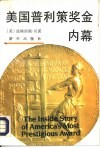 美国普利策奖金
内幕
The Inside Story
of America's Most
Prestigious Award